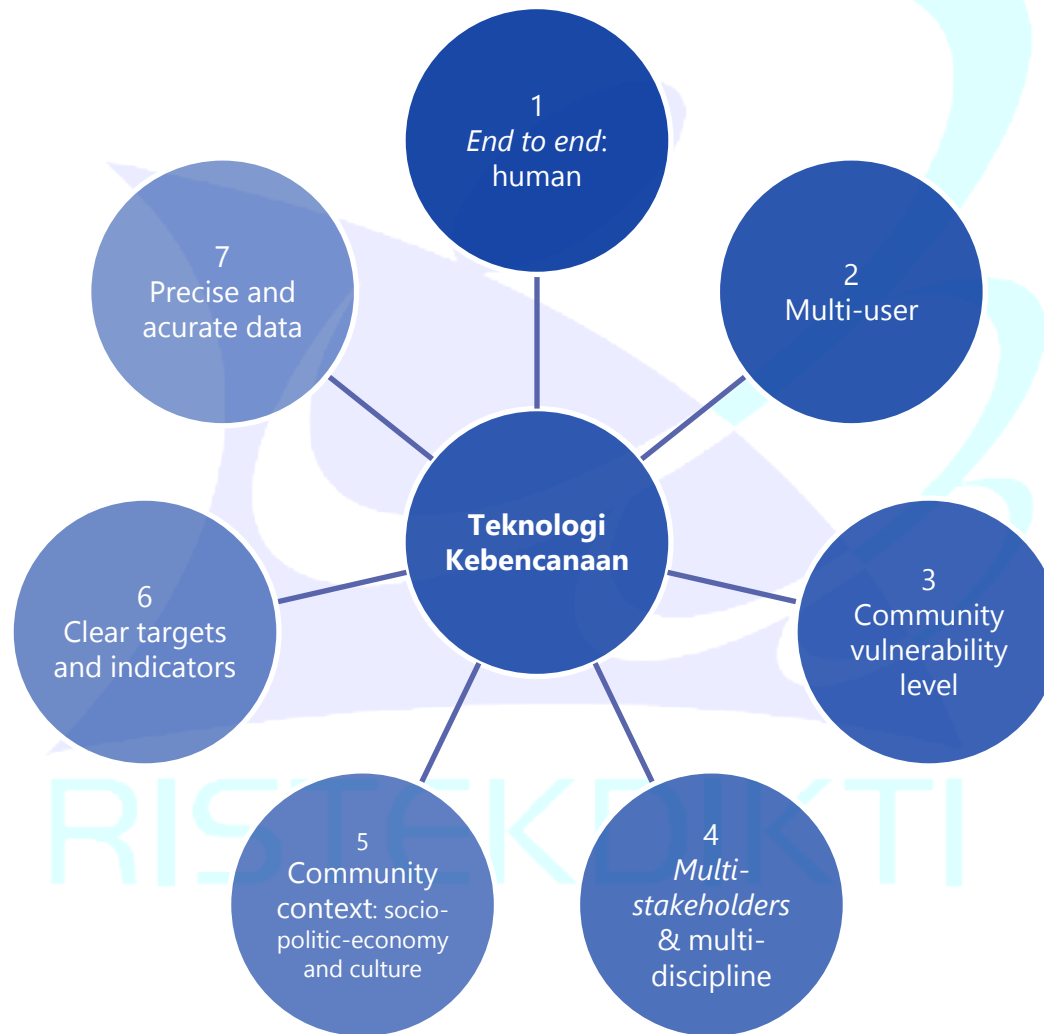 1
End to end:
human
2
Multi-user
3
Community
vulnerability
level
4
Multi-
stakeholders
& multi-
discipline
5
Community
context: socio-
politic-economy
and culture
6
Clear targets
and indicators
7
Precise and
acurate data
Teknologi
Kebencanaan
RISTEKDIKTI